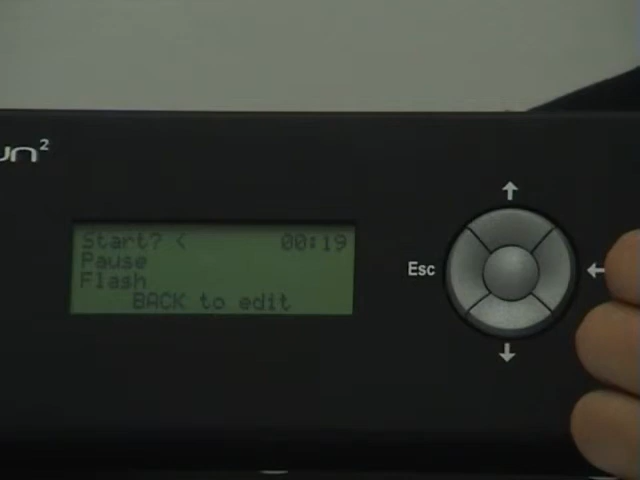 un²
Start? < 00:19
Pause
Flash
BACK to edit
Esc